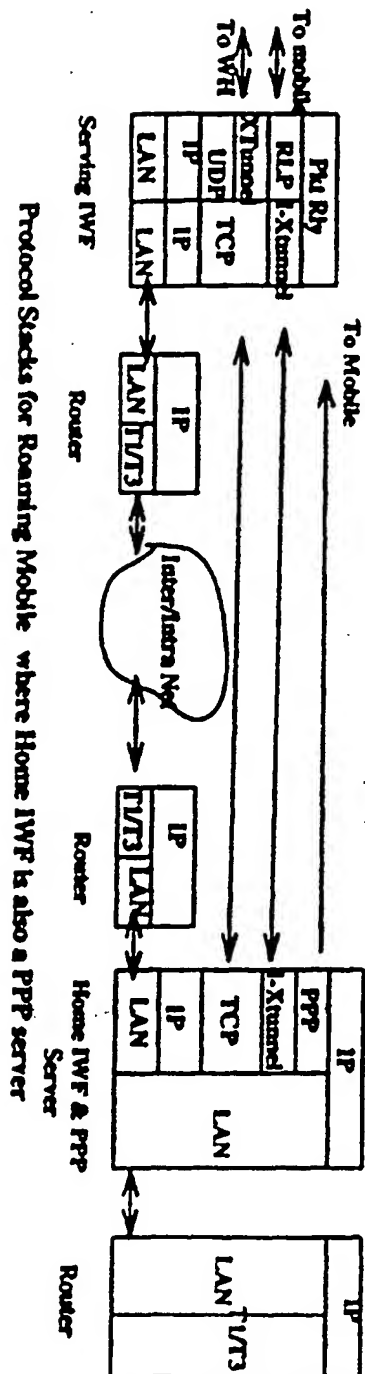 To mobile
To WH
Pkt Rly
RLP
I-Xtunnel
XTunnel
UDP
TCP
IP
IP
LAN
LAN
Serving IWF
To Mobile
IP
LAN
T1/T3
Router
Inter/Intra Net
IP
T1/T3
LAN
Router
IP
PPP
I-Xtunnel
TCP
IP
LAN
LAN
Home IWF & PPP
Server
IP
LAN
T1/T3
Router
Protocol Stacks for Roaming Mobile where Home IWF is also a PPP server